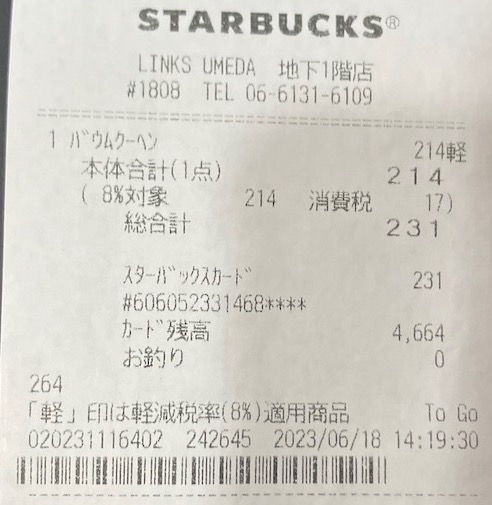 STARBUCKS®
LINKS UMEDA 地下1階店
#1808 TEL 06-6131-6109
1 バウムクーヘン 214軽
本体合計(1点) 214
( 8%対象 214 消費税 17)
総合計 231
スターバックスカード 231
#606052331468****
カード残高 4,664
お釣り 0
264
「軽」印は軽減税率(8%)適用商品 To Go
020231116402 242645 2023/06/18 14:19:30